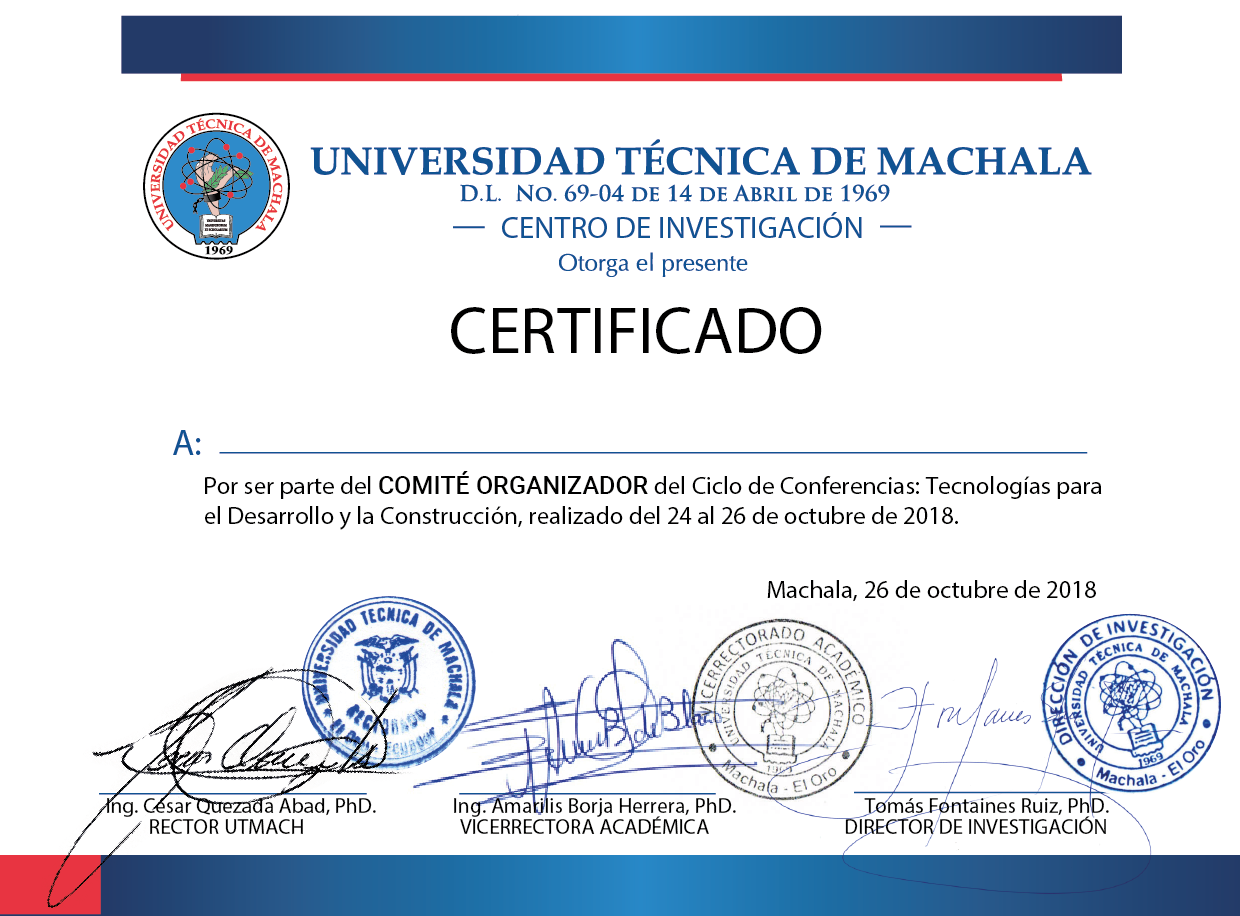 UNIVERSIDAD TÉCNICA DE MACHALA
1969
UNIVERSIDAD TÉCNICA DE MACHALA
D.L. No. 69-04 DE 14 DE ABRIL DE 1969
— CENTRO DE INVESTIGACIÓN —
Otorga el presente
CERTIFICADO
A:
Por ser parte del COMITÉ ORGANIZADOR del Ciclo de Conferencias: Tecnologías para
el Desarrollo y la Construcción, realizado del 24 al 26 de octubre de 2018.
Machala, 26 de octubre de 2018
UNIVERSIDAD TECNICA DE MACHALA
RECTORADO
VICERRECTORADO ACADÉMICO
UNIVERSIDAD TÉCNICA DE MACHALA
1969
Machala - El Oro
DIRECCIÓN DE INVESTIGACIÓN
UNIVERSIDAD TÉCNICA DE MACHALA
1969
Machala - El Oro
Ing. César Quezada Abad, PhD.
RECTOR UTMACH
Ing. Amarilis Borja Herrera, PhD.
VICERRECTORA ACADÉMICA
Tomás Fontaines Ruiz, PhD.
DIRECTOR DE INVESTIGACIÓN